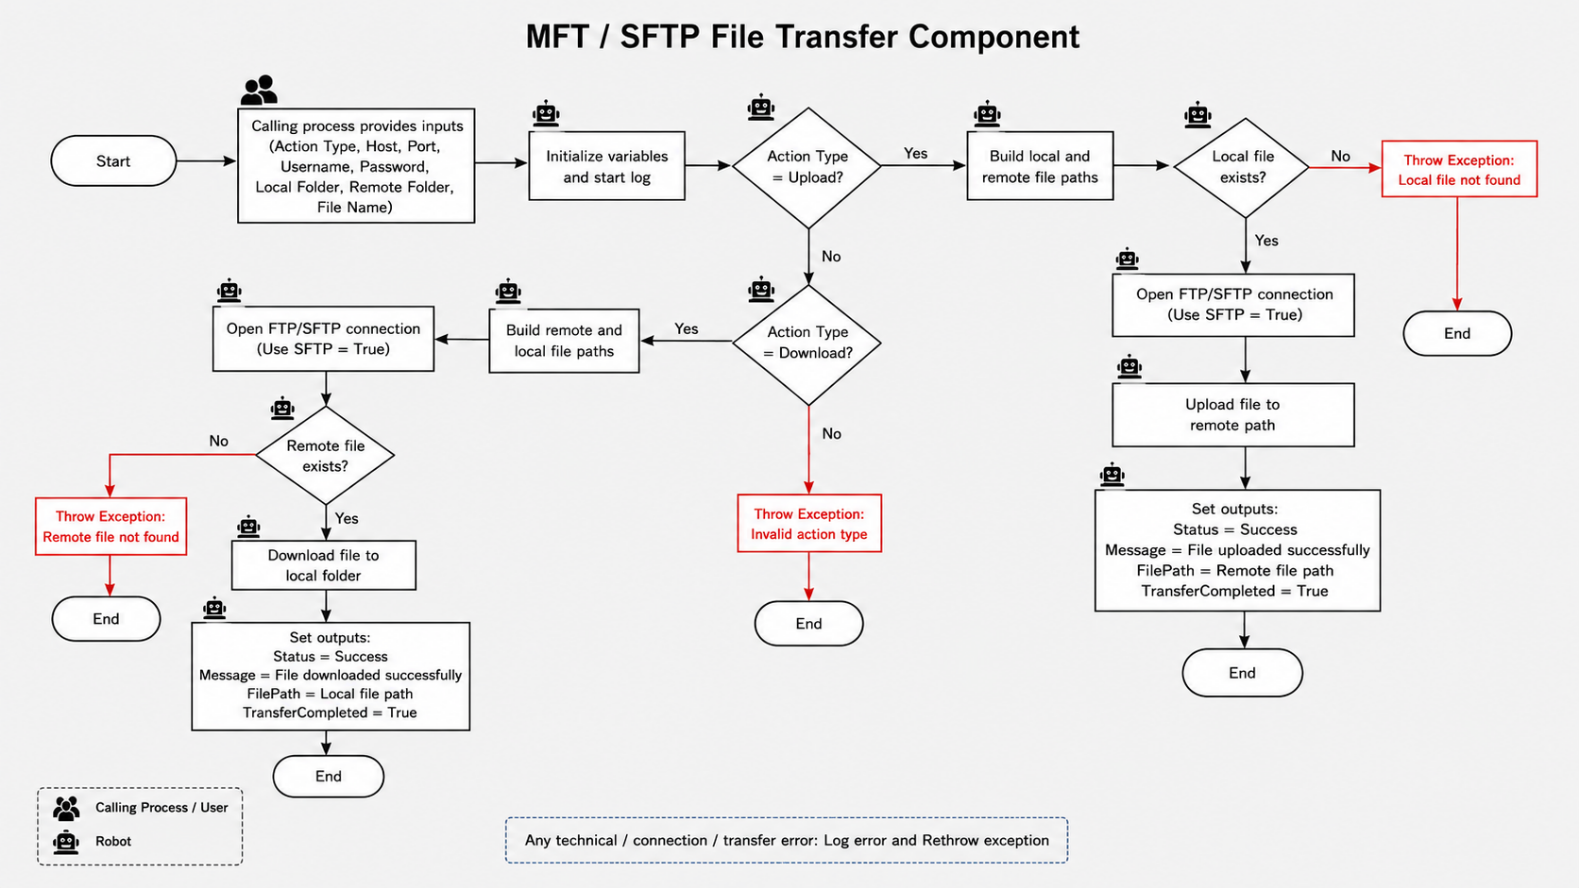 MFT / SFTP File Transfer Component
Start
Calling process provides inputs
(Action Type, Host, Port,
Username, Password,
Local Folder, Remote Folder,
File Name)
Initialize variables
and start log
Action Type
= Upload?
Yes
Build local and
remote file paths
Local file
exists?
No
Throw Exception:
Local file not found
End
Yes
Open FTP/SFTP connection
(Use SFTP = True)
Upload file to
remote path
Set outputs:
Status = Success
Message = File uploaded successfully
FilePath = Remote file path
TransferCompleted = True
End
No
Action Type
= Download?
Yes
Build remote and
local file paths
Open FTP/SFTP connection
(Use SFTP = True)
Remote file
exists?
No
Throw Exception:
Remote file not found
End
Yes
Download file to
local folder
Set outputs:
Status = Success
Message = File downloaded successfully
FilePath = Local file path
TransferCompleted = True
End
No
Throw Exception:
Invalid action type
End
Calling Process / User
Robot
Any technical / connection / transfer error: Log error and Rethrow exception